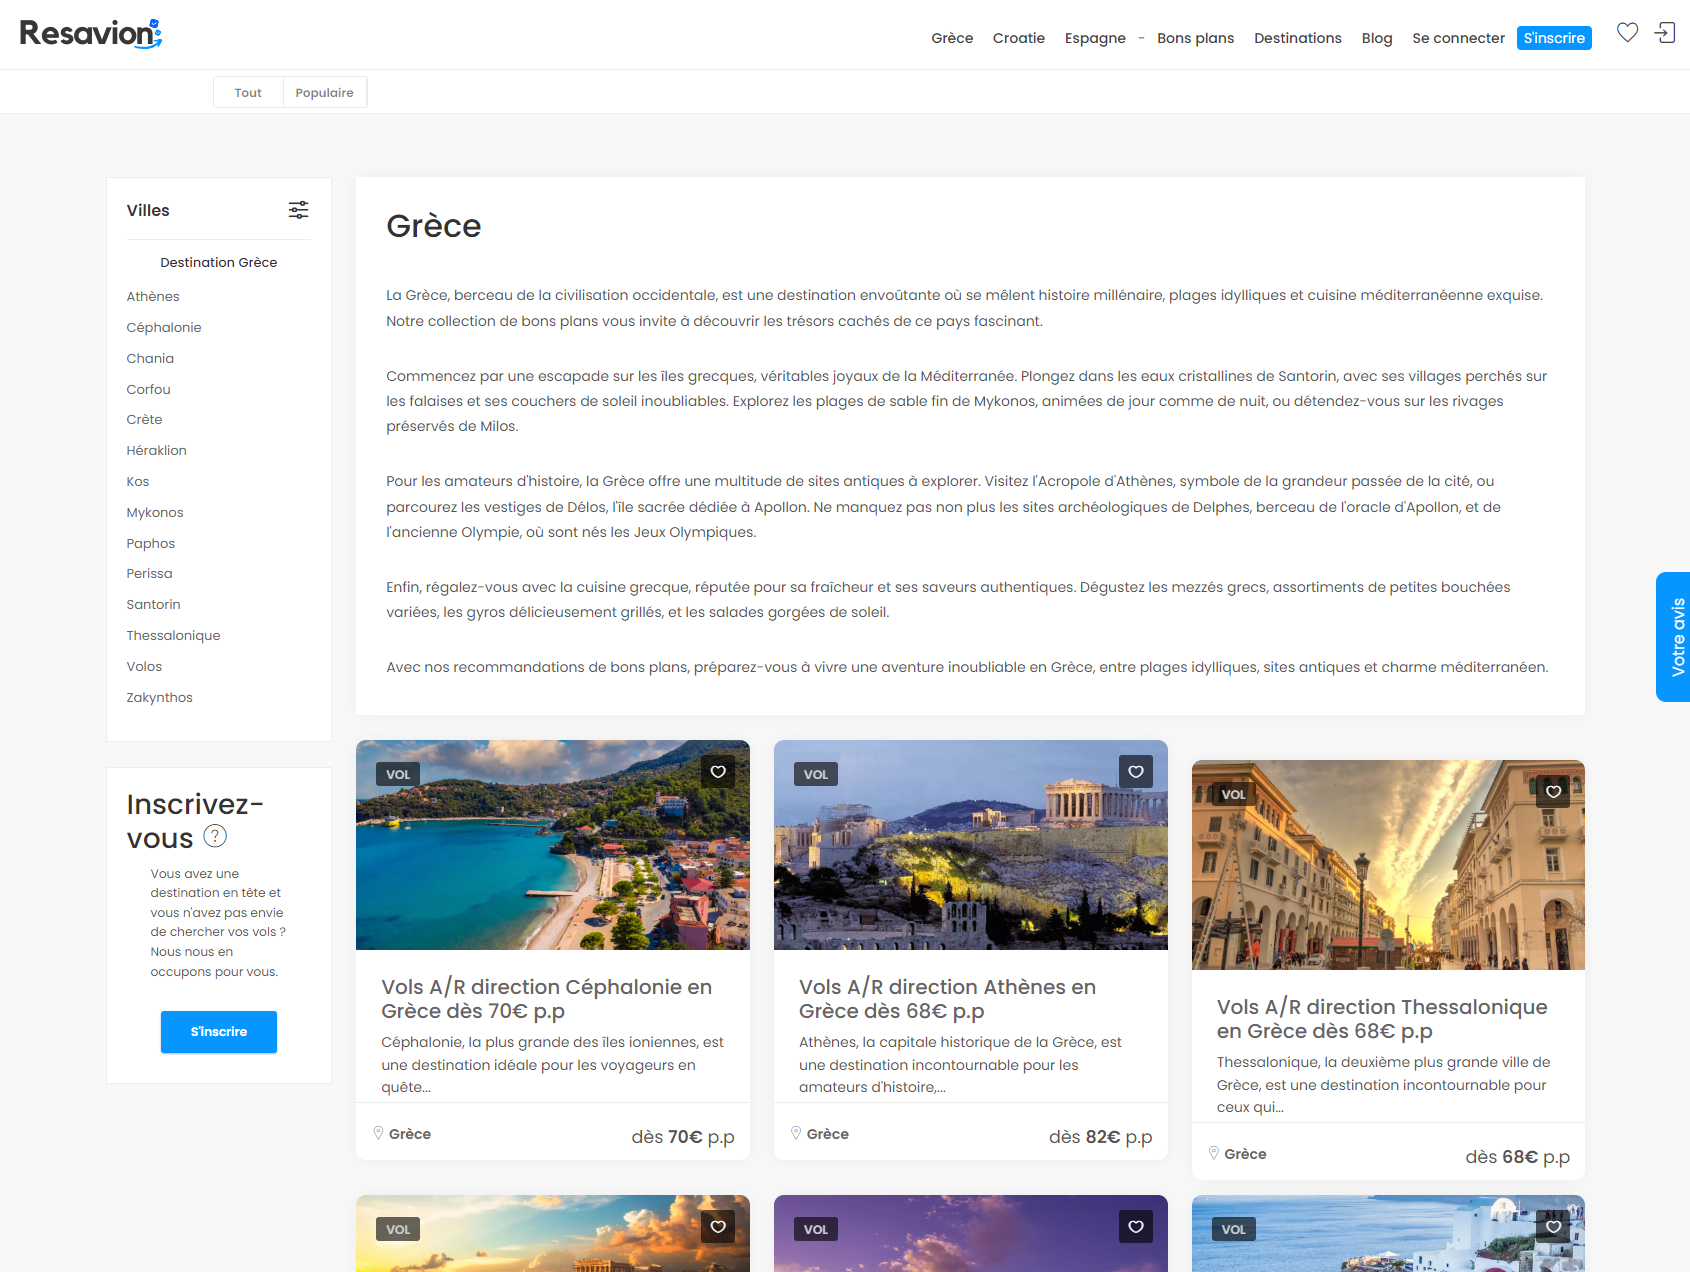 Resavion
Grèce
Croatie
Espagne
-
Bons plans
Destinations
Blog
Se connecter
S'inscrire
Tout
Populaire
Villes
Destination Grèce
Athènes
Céphalonie
Chania
Corfou
Crète
Héraklion
Kos
Mykonos
Paphos
Perissa
Santorin
Thessalonique
Volos
Zakynthos
Inscrivez-
vous ?
Vous avez une
destination en tête et
vous n'avez pas envie
de chercher vos vols ?
Nous nous en
occupons pour vous.
S'inscrire
Grèce
La Grèce, berceau de la civilisation occidentale, est une destination envoûtante où se mêlent histoire millénaire, plages idylliques et cuisine méditerranéenne exquise.
Notre collection de bons plans vous invite à découvrir les trésors cachés de ce pays fascinant.
Commencez par une escapade sur les îles grecques, véritables joyaux de la Méditerranée. Plongez dans les eaux cristallines de Santorin, avec ses villages perchés sur
les falaises et ses couchers de soleil inoubliables. Explorez les plages de sable fin de Mykonos, animées de jour comme de nuit, ou détendez-vous sur les rivages
préservés de Milos.
Pour les amateurs d'histoire, la Grèce offre une multitude de sites antiques à explorer. Visitez l'Acropole d'Athènes, symbole de la grandeur passée de la cité, ou
parcourez les vestiges de Délos, l'île sacrée dédiée à Apollon. Ne manquez pas non plus les sites archéologiques de Delphes, berceau de l'oracle d'Apollon, et de
l'ancienne Olympie, où sont nés les Jeux Olympiques.
Enfin, régalez-vous avec la cuisine grecque, réputée pour sa fraîcheur et ses saveurs authentiques. Dégustez les mezzés grecs, assortiments de petites bouchées
variées, les gyros délicieusement grillés, et les salades gorgées de soleil.
Avec nos recommandations de bons plans, préparez-vous à vivre une aventure inoubliable en Grèce, entre plages idylliques, sites antiques et charme méditerranéen.
Votre avis
VOL
Vols A/R direction Céphalonie en
Grèce dès 70€ p.p
Céphalonie, la plus grande des îles ioniennes, est
une destination idéale pour les voyageurs en
quête...
Grèce
dès 70€ p.p
VOL
Vols A/R direction Athènes en
Grèce dès 68€ p.p
Athènes, la capitale historique de la Grèce, est
une destination incontournable pour les
amateurs d'histoire,...
Grèce
dès 82€ p.p
VOL
Vols A/R direction Thessalonique
en Grèce dès 68€ p.p
Thessalonique, la deuxième plus grande ville de
Grèce, est une destination incontournable pour
ceux qui...
Grèce
dès 68€ p.p
VOL
VOL
VOL